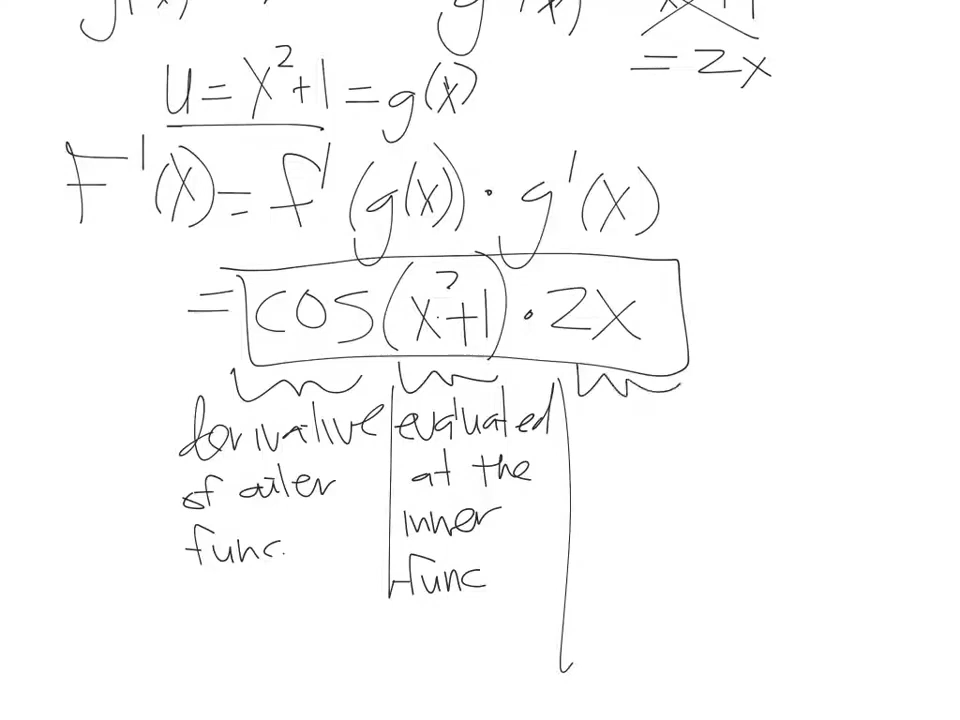 = 2x
u = x²+1 = g(x)
F'(x) = f'(g(x)) · g'(x)
= cos(x²+1) · 2x
derivative
of outer
func.
evaluated
at the
inner
func